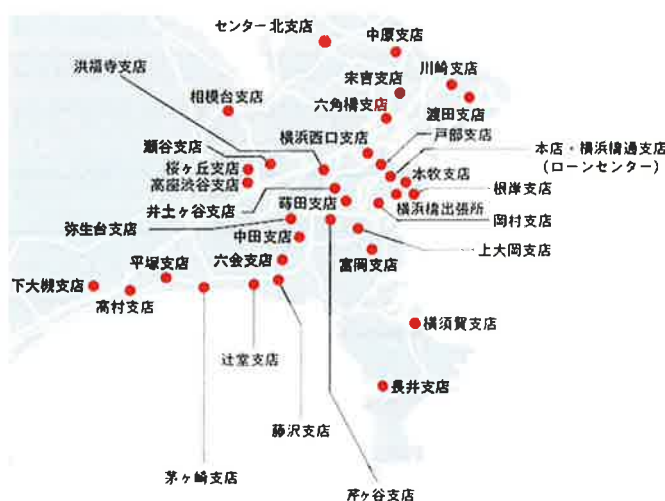 センター北支店
中原支店
洪福寺支店
川崎支店
末吉支店
相模台支店
六角橋支店
渡田支店
戸部支店
瀬谷支店
横浜西口支店
本店・横浜橋通支店
(ローンセンター)
桜ヶ丘支店
本牧支店
高座渋谷支店
根岸支店
井土ヶ谷支店
蒔田支店
横浜橋出張所
岡村支店
弥生台支店
中田支店
上大岡支店
平塚支店
六会支店
富岡支店
下大槻支店
高村支店
横須賀支店
辻堂支店
長井支店
藤沢支店
茅ヶ崎支店
芹ヶ谷支店